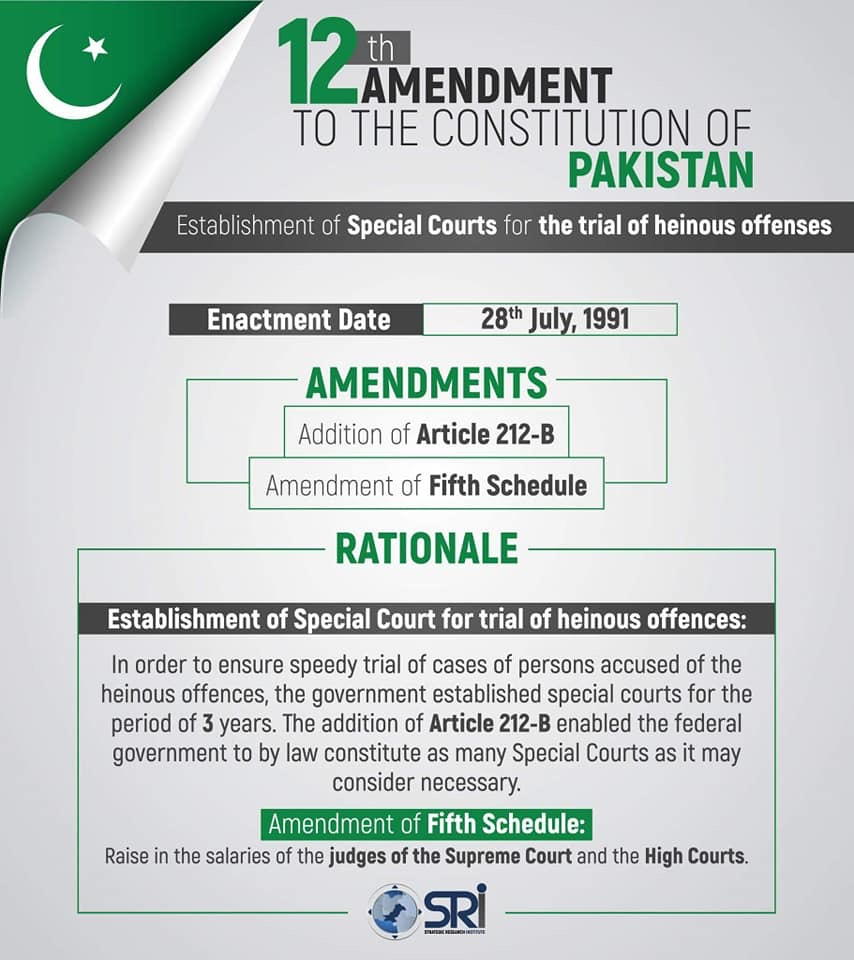 12th
AMENDMENT
TO THE CONSTITUTION OF
PAKISTAN
Establishment of Special Courts for the trial of heinous offenses
Enactment Date 28th July, 1991
AMENDMENTS
Addition of Article 212-B
Amendment of Fifth Schedule
RATIONALE
Establishment of Special Court for trial of heinous offences:
In order to ensure speedy trial of cases of persons accused of the
heinous offences, the government established special courts for the
period of 3 years. The addition of Article 212-B enabled the federal
government to by law constitute as many Special Courts as it may
consider necessary.
Amendment of Fifth Schedule:
Raise in the salaries of the judges of the Supreme Court and the High Courts.
SRi
STRATEGIC RESEARCH INSTITUTE